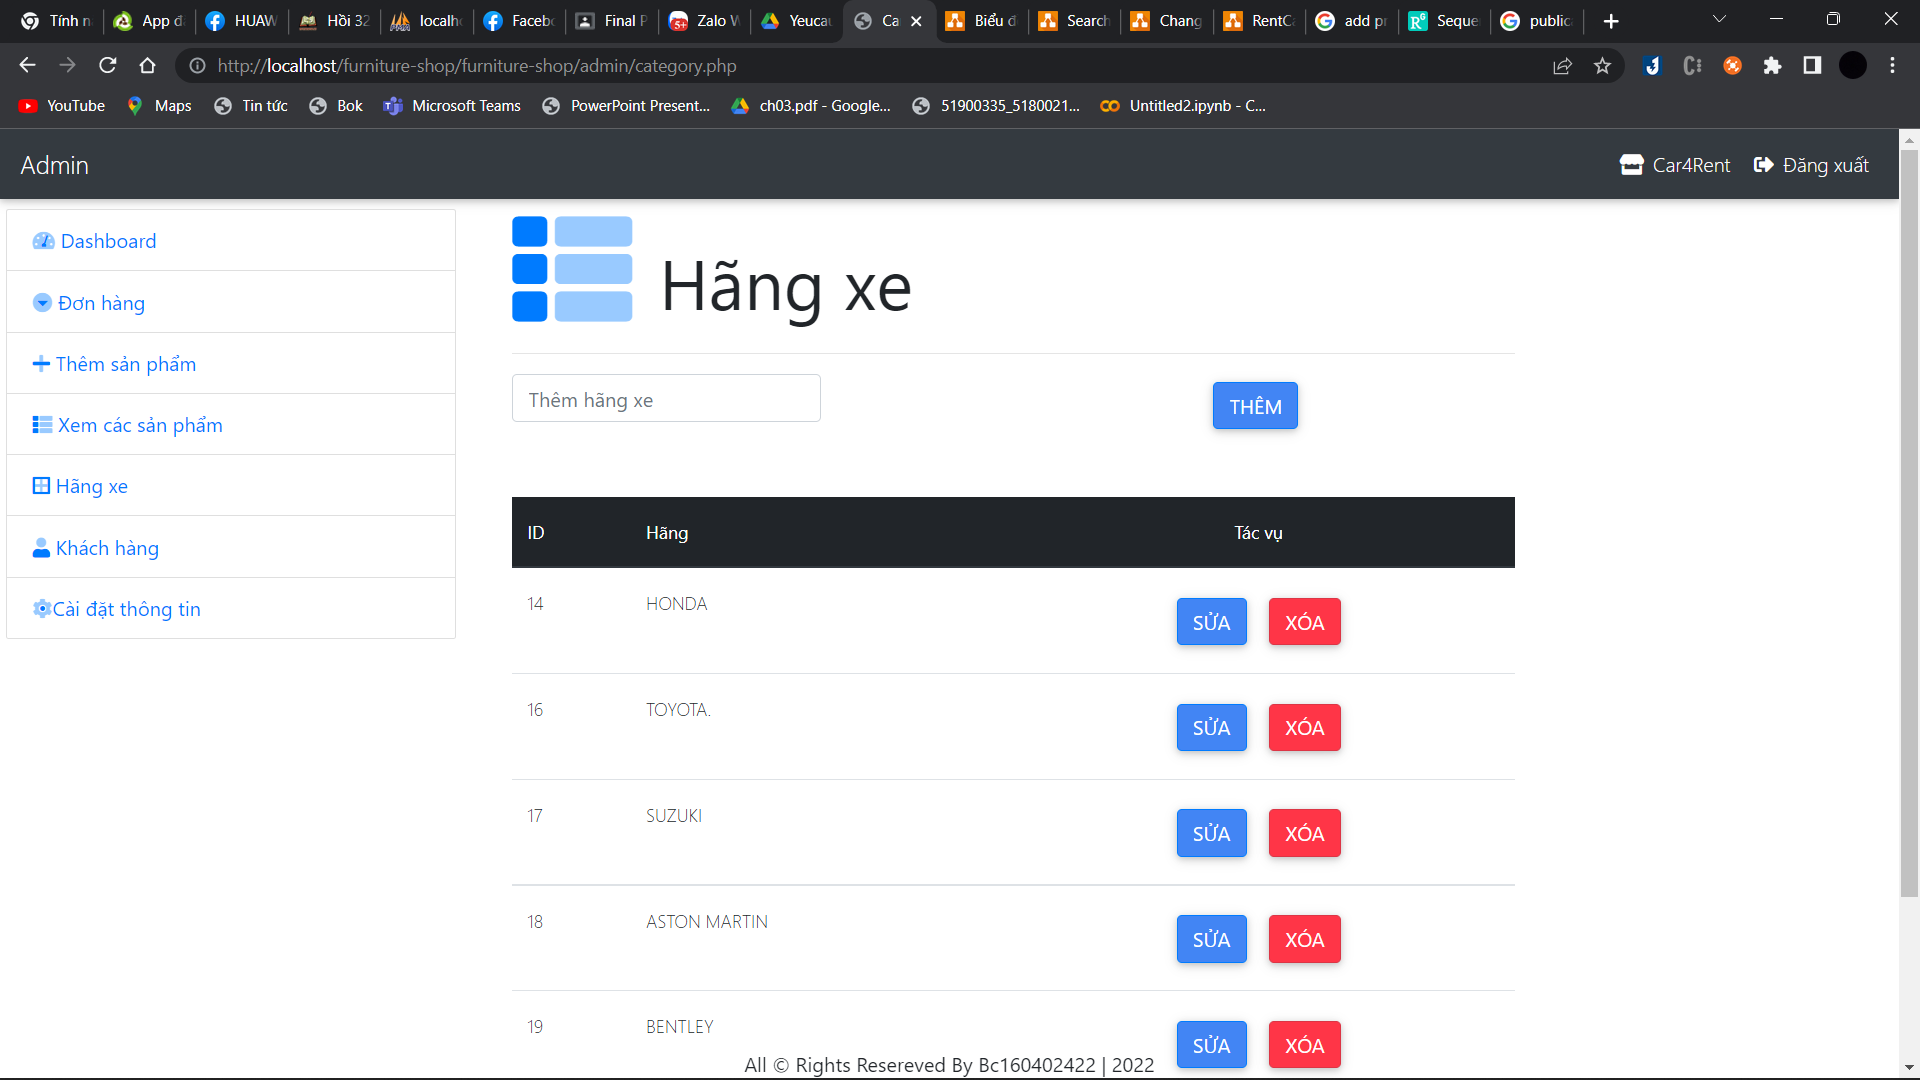 Tính n
App đ
HUAW
Hồi 32
localh
Facebo
Final P
Zalo W
Yeucau
Ca
Biểu đ
Search
Chang
RentCa
add pr
Seque
public
http://localhost/furniture-shop/furniture-shop/admin/category.php
YouTube
Maps
Tin tức
Bok
Microsoft Teams
PowerPoint Present...
ch03.pdf - Google...
51900335_5180021...
Untitled2.ipynb - C...
Admin
Car4Rent
Đăng xuất
Dashboard
Đơn hàng
Thêm sản phẩm
Xem các sản phẩm
Hãng xe
Khách hàng
Cài đặt thông tin
Hãng xe
Thêm hãng xe
THÊM
ID Hãng Tác vụ
14 HONDA SỬA XÓA
16 TOYOTA. SỬA XÓA
17 SUZUKI SỬA XÓA
18 ASTON MARTIN SỬA XÓA
19 BENTLEY SỬA XÓA
All © Rights Resereved By Bc160402422 | 2022